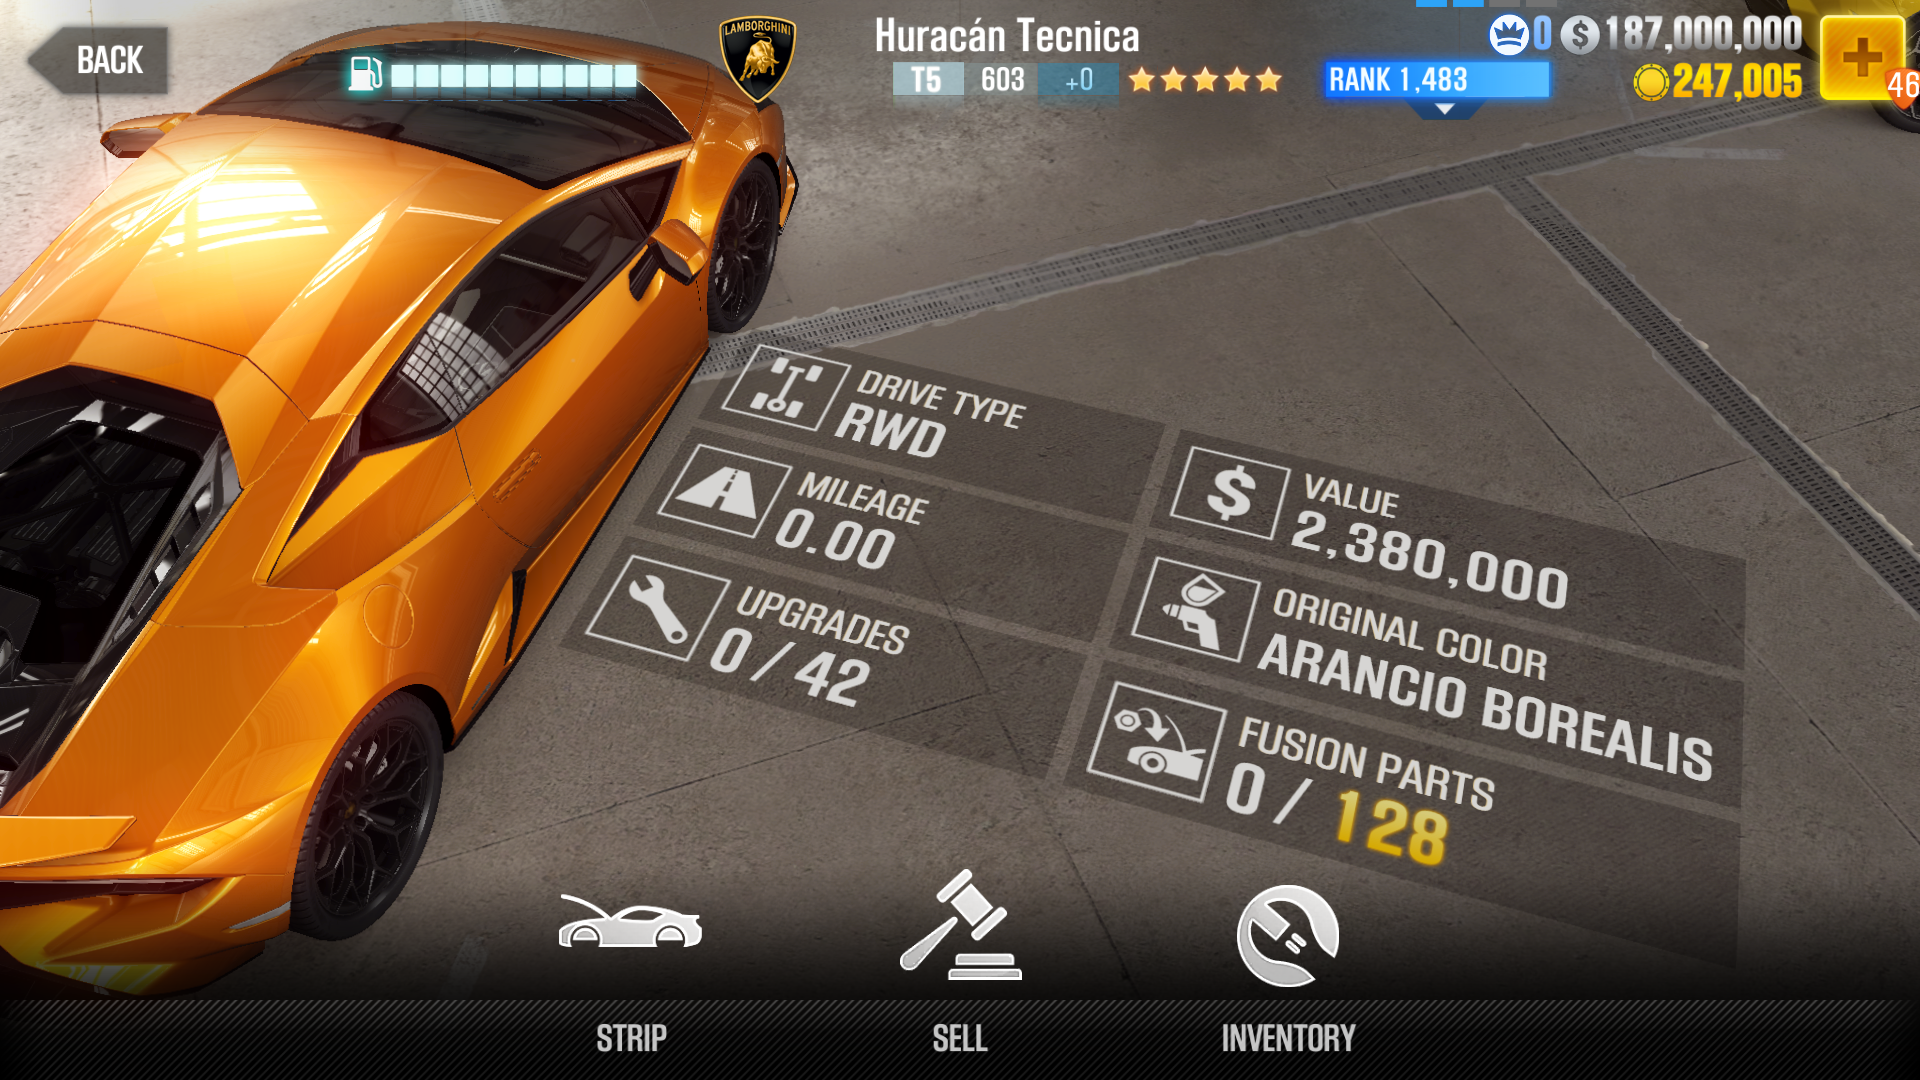 BACK
LAMBORGHINI
Huracán Tecnica
T5 603 +0
RANK 1,483
0 $ 187,000,000
247,005
46
DRIVE TYPE
RWD
MILEAGE
0.00
UPGRADES
0/42
$ VALUE
2,380,000
ORIGINAL COLOR
ARANCIO BOREALIS
FUSION PARTS
0/128
STRIP
SELL
INVENTORY